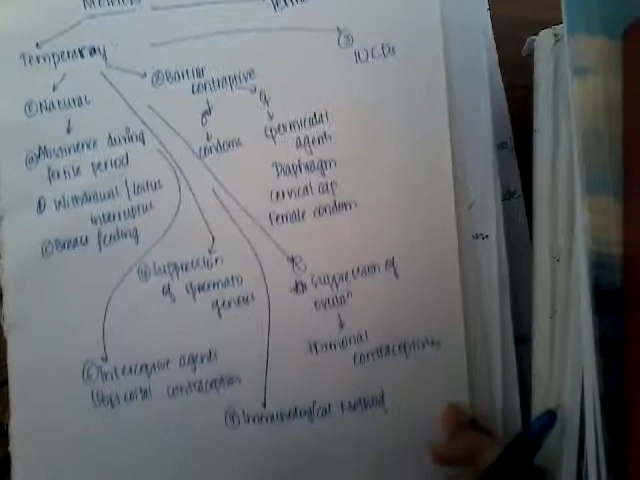 Temporary
③
IUCDs
① Natural
② Barrier
contraceptive
♂
♀
condoms
spermicidal
agents
Diaphragm
cervical cap
Female condom
Abstinence during
fertile period
Withdrawal / Coitus
interruptus
Breast feeding
Suppression
of spermato
genesis
Suppression of
ovulan
Hormonal
contraceptives
Interceptive agents
contraception
Immunological Method